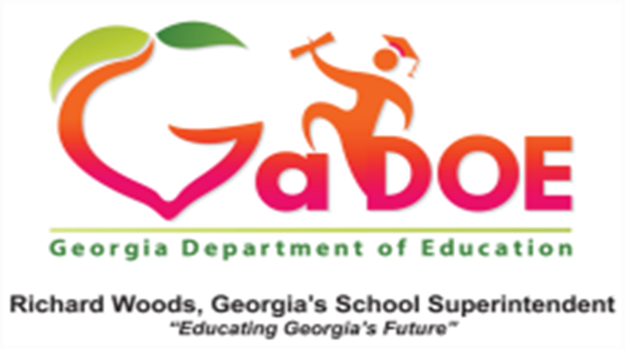 GaDOE
Georgia Department of Education
Richard Woods, Georgia's School Superintendent
“Educating Georgia's Future”